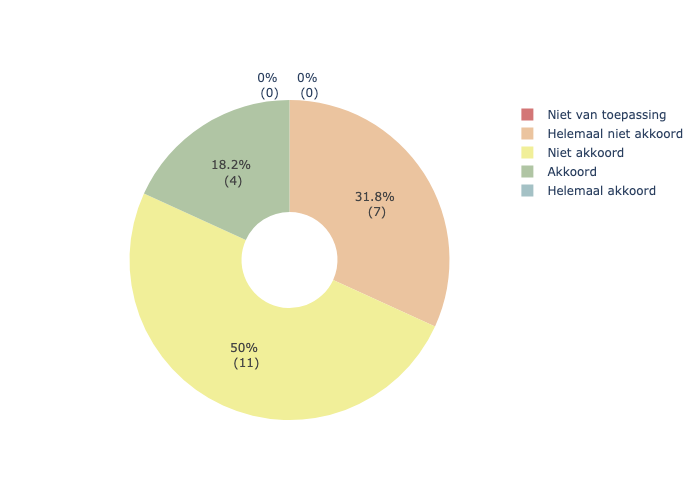 0%
(0)
0%
(0)
18.2%
(4)
31.8%
(7)
50%
(11)
Niet van toepassing
Helemaal niet akkoord
Niet akkoord
Akkoord
Helemaal akkoord